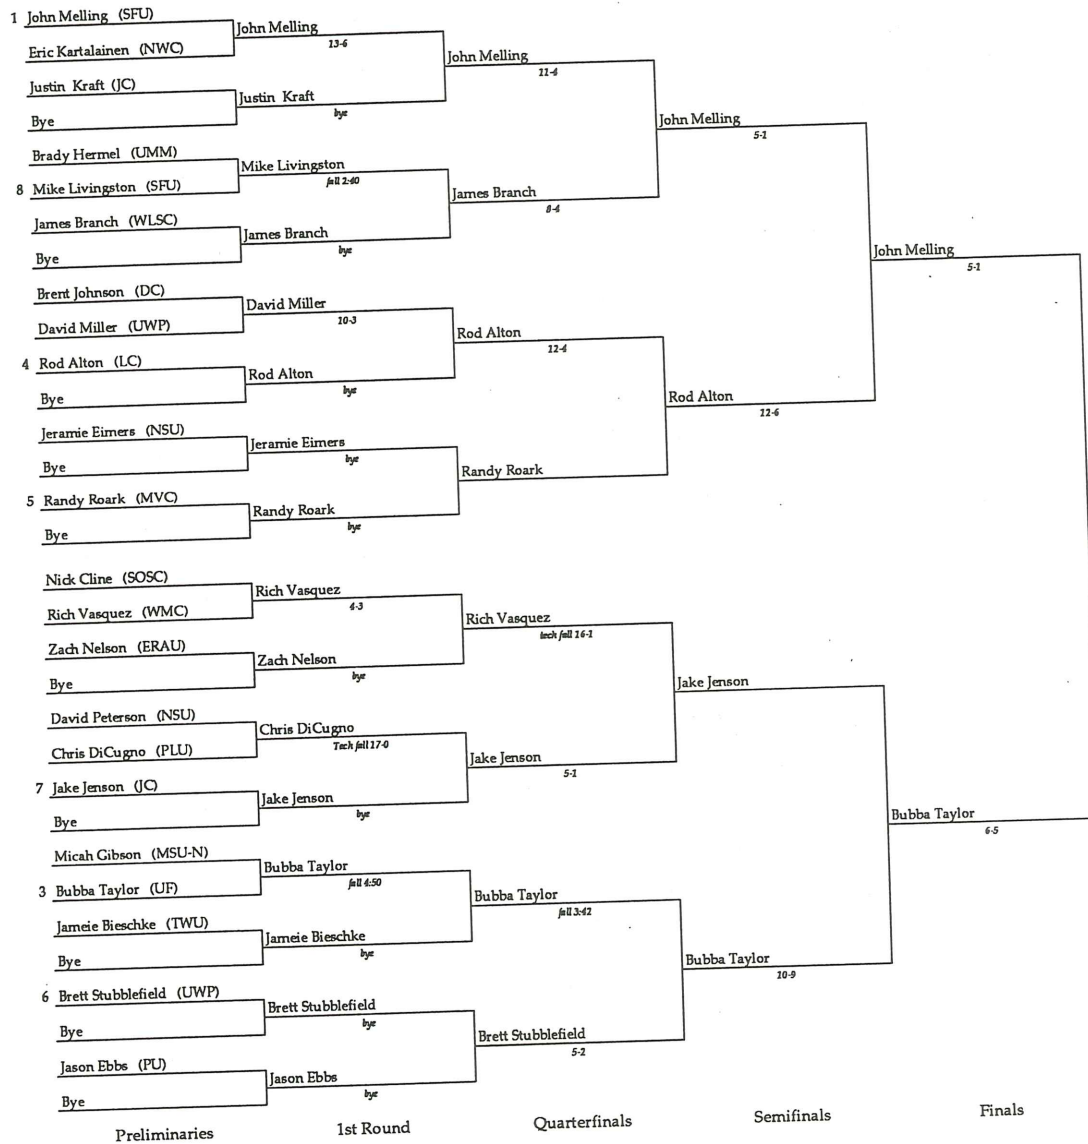 1 John Melling (SFU)
Eric Kartalainen (NWC)
Justin Kraft (JC)
Bye
Brady Hermel (UMM)
8 Mike Livingston (SFU)
James Branch (WLSC)
Bye
Brent Johnson (DC)
David Miller (UWP)
4 Rod Alton (LC)
Bye
Jeramie Eimers (NSU)
Bye
5 Randy Roark (MVC)
Bye
Nick Cline (SOSC)
Rich Vasquez (WMC)
Zach Nelson (ERAU)
Bye
David Peterson (NSU)
Chris DiCugno (PLU)
7 Jake Jenson (JC)
Bye
Micah Gibson (MSU-N)
3 Bubba Taylor (UF)
Jameie Bieschke (TWU)
Bye
6 Brett Stubblefield (UWP)
Bye
Jason Ebbs (PU)
Bye
Preliminaries
John Melling
13-6
Justin Kraft
bye
Mike Livingston
fall 2:40
James Branch
bye
David Miller
10-3
Rod Alton
bye
Jeramie Eimers
bye
Randy Roark
bye
Rich Vasquez
4-3
Zach Nelson
bye
Chris DiCugno
Tech fall 17-0
Jake Jenson
bye
Bubba Taylor
fall 4:50
Jameie Bieschke
bye
Brett Stubblefield
bye
Jason Ebbs
bye
1st Round
John Melling
11-4
James Branch
8-4
Rod Alton
12-4
Randy Roark
Rich Vasquez
tech fall 16-1
Jake Jenson
5-1
Bubba Taylor
fall 3:42
Brett Stubblefield
5-2
Quarterfinals
John Melling
5-1
Rod Alton
12-6
Jake Jenson
Bubba Taylor
10-9
Semifinals
John Melling
5-1
Bubba Taylor
6-5
Finals